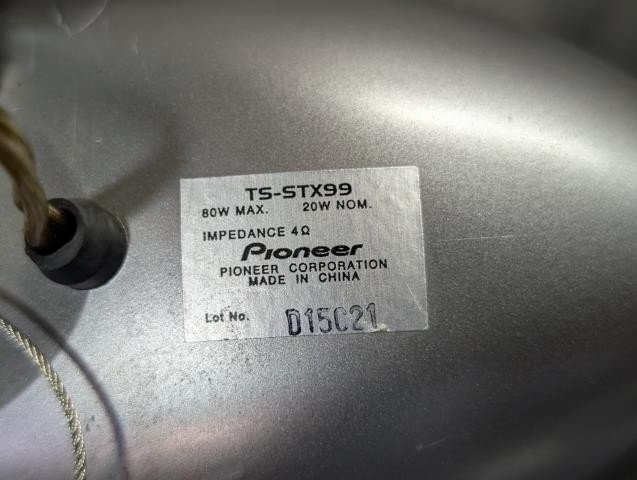 TS-STX99
80W MAX. 20W NOM.
IMPEDANCE 4Ω
Pioneer
PIONEER CORPORATION
MADE IN CHINA
Lot No. D15C21